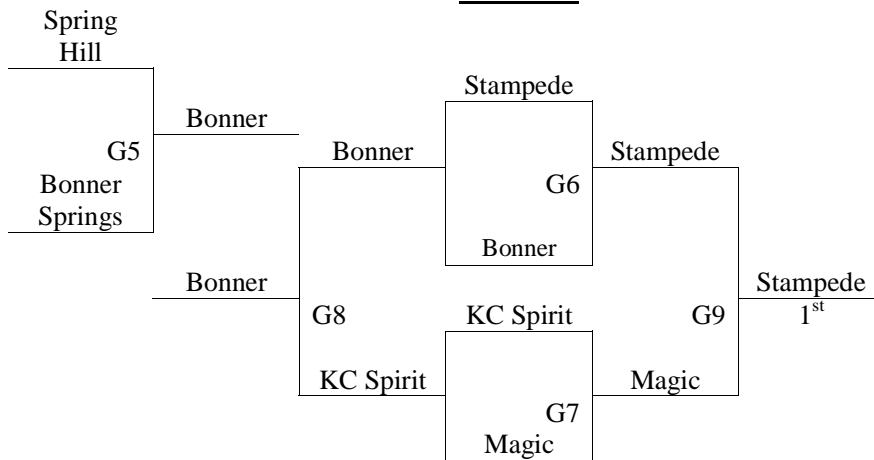 Spring
Hill
Stampede
Bonner
G5
Bonner
Stampede
Bonner
Springs
G6
Bonner
Bonner
Stampede
G8
KC Spirit
G9
1st
KC Spirit
Magic
G7
Magic